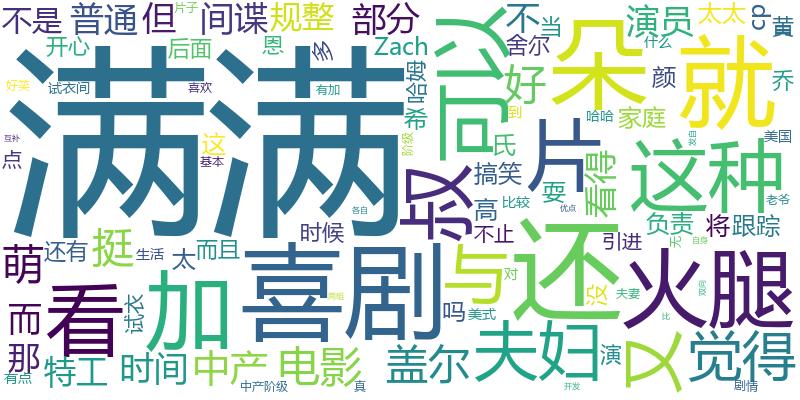 不是 普通 但 间谍 规整 部分
开心 后面 恩 多 Zach
好笑 试衣间 喜欢 有加 哈姆 希
片子
满满 可以 朵 就
不 当 演员 太太 cp 黄
舍尔 什么 颜 乔
好 氏 到 哈哈 家庭
这 点 基本 互补 阶级 叔 搞笑 片 看得 发自 美国
高 比较 耍 优点 这种 老爷
萌 还有 挺 生活 太 而且 时候 各自 不止 引进 负责 将 跟踪
无 自身
而 看 试衣 加 喜剧 与 还 没 火腿
两组 吗 美式 对 夫妻 双向 比
那 特工 时间 中产 电影 盖尔 夫妇 演 又 觉得
有点 中产阶级 真 开发 剧情